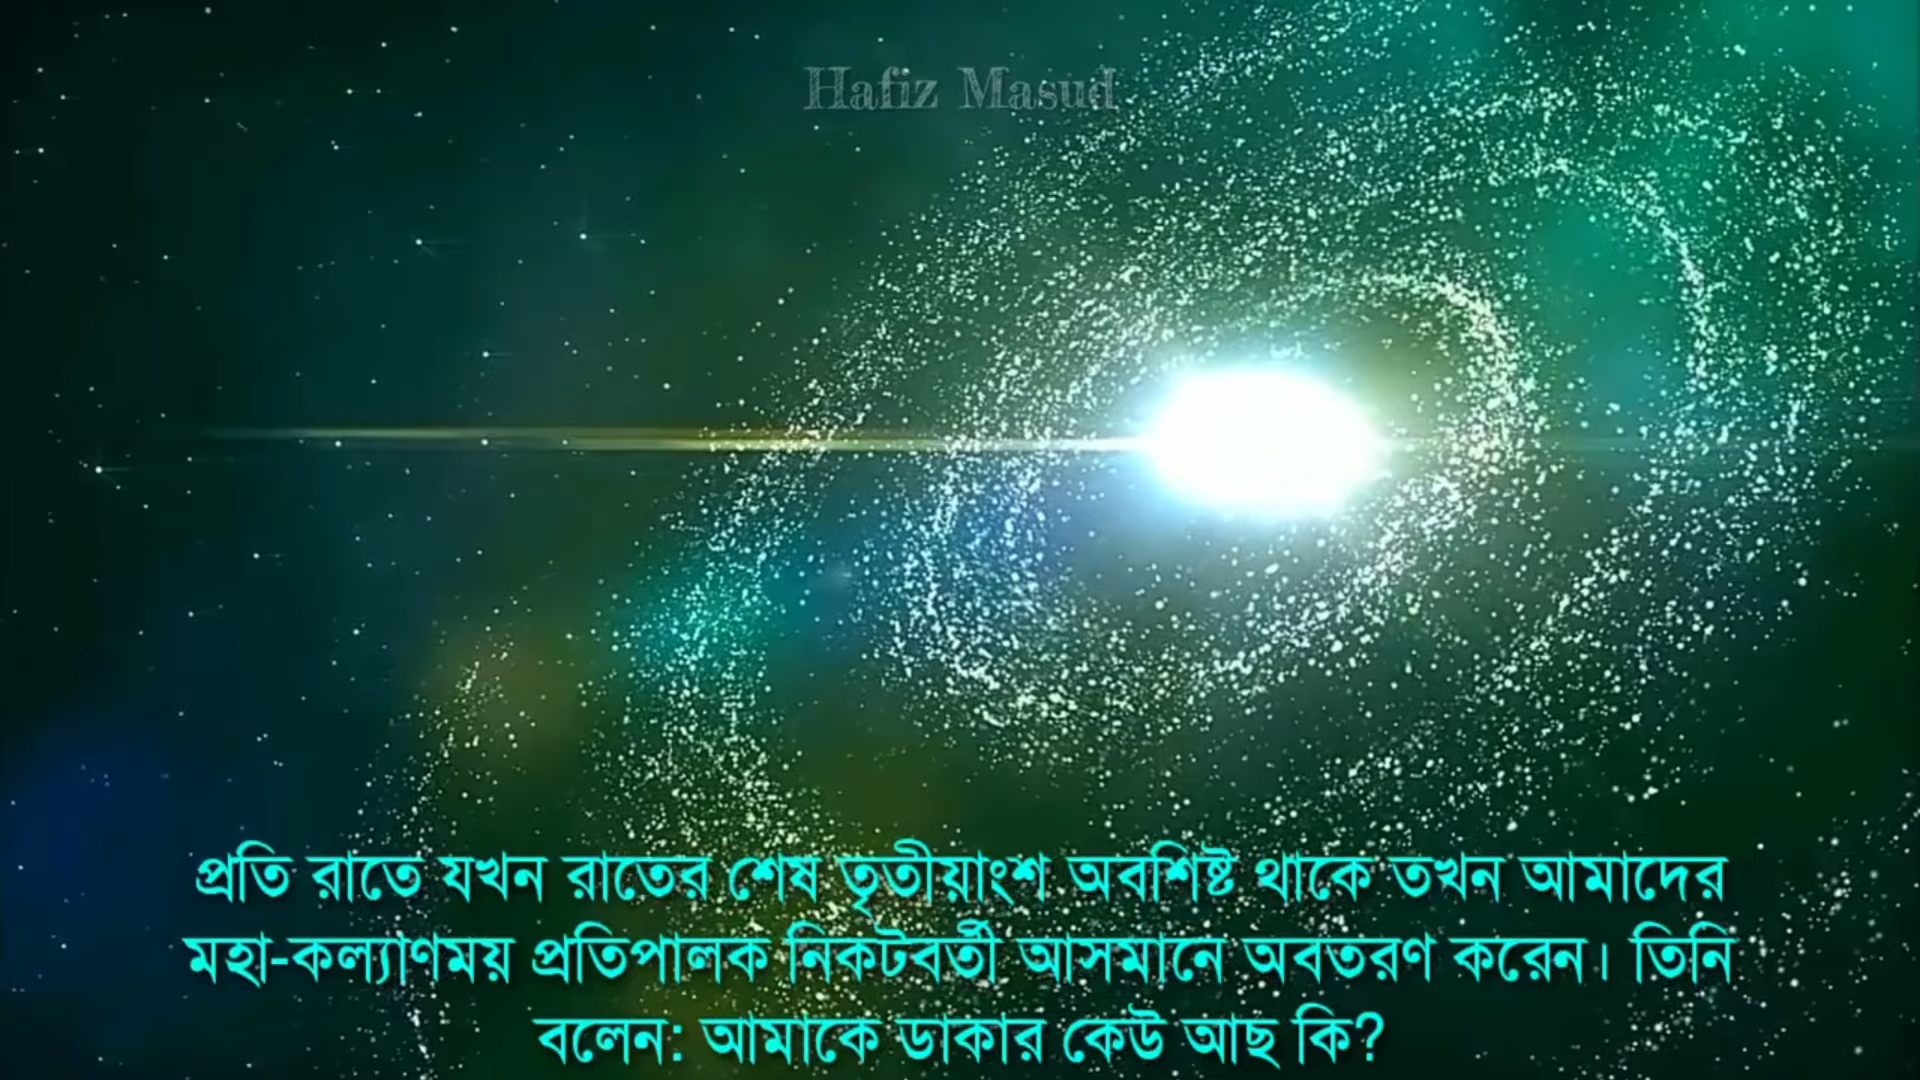 Hafiz Masud
প্রতি রাতে যখন রাতের শেষ তৃতীয়াংশ অবশিষ্ট থাকে তখন আমাদের
মহা-কল্যাণময় প্রতিপালক নিকটবর্তী আসমানে অবতরণ করেন। তিনি
বলেন: আমাকে ডাকার কেউ আছ কি?